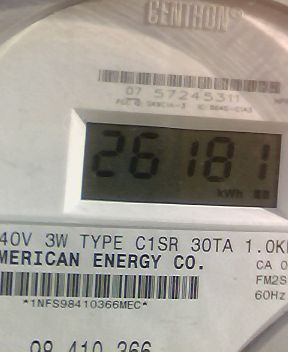 CENTRON®
07 57245311
26181
kWh
40V 3W TYPE C1SR 30TA 1.0K
MERICAN ENERGY CO.
CA 0
FM2S
60Hz
*1NFS98410366MEC*
98 410 366